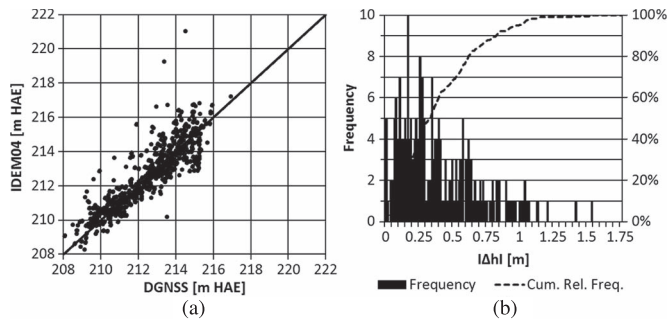 222
220
218
216
214
212
210
208
IDEM04 [m HAE]
208 210 212 214 216 218 220 222
DGNSS [m HAE]
(a)
10
8
6
4
2
0
Frequency
100%
80%
60%
40%
20%
0%
0 0.25 0.5 0.75 1 1.25 1.5 1.75
IΔhI [m]
Frequency Cum. Rel. Freq.
(b)